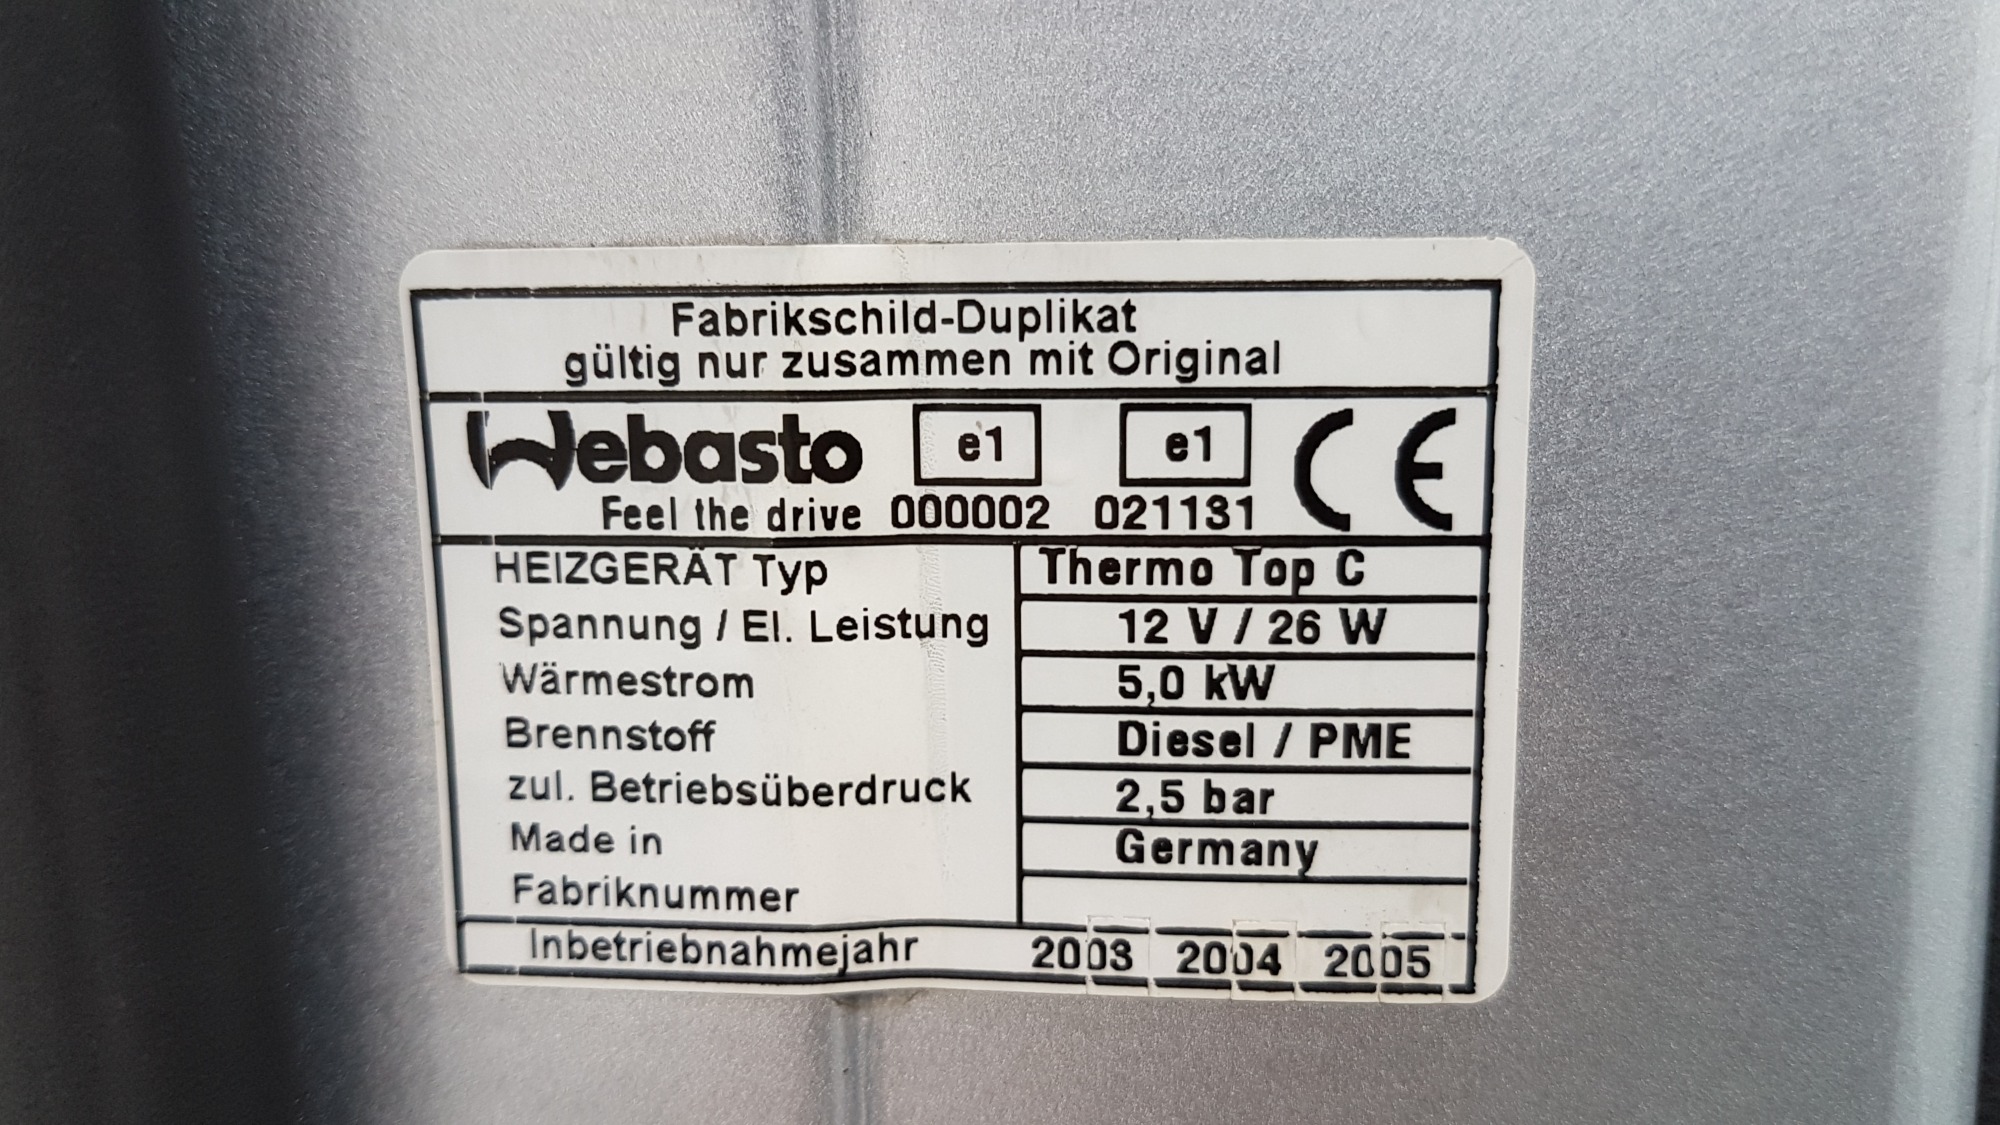 Fabrikschild-Duplikat
gültig nur zusammen mit Original
Webasto e1 e1 CE
Feel the drive 000002 021131
HEIZGERÄT Typ Thermo Top C
Spannung / El. Leistung 12 V / 26 W
Wärmestrom 5,0 kW
Brennstoff Diesel / PME
zul. Betriebsüberdruck 2,5 bar
Made in Germany
Fabriknummer
Inbetriebnahmejahr 2003 2004 2005